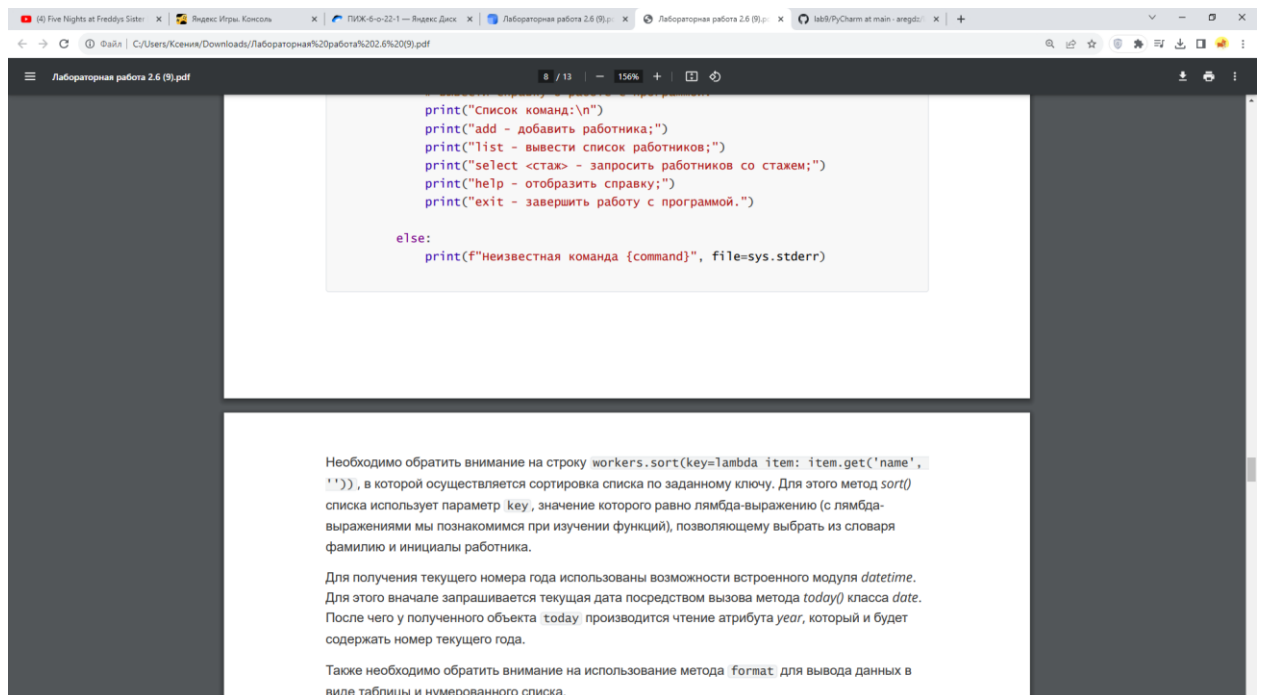 (4) Five Nights at Freddys Sister
Яндекс Игры. Консоль
ПИЖ-б-о-22-1 — Яндекс Диск
Лабораторная работа 2.6 (9).pd
Лабораторная работа 2.6 (9).pd
lab9/PyCharm at main · aregdz/
Файл | C:/Users/Ксения/Downloads/Лабораторная%20работа%202.6%20(9).pdf
Лабораторная работа 2.6 (9).pdf
8 / 13
156%
print("Список команд:\n")
print("add - добавить работника;")
print("list - вывести список работников;")
print("select <стаж> - запросить работников со стажем;")
print("help - отобразить справку;")
print("exit - завершить работу с программой.")
else:
print(f"Неизвестная команда {command}", file=sys.stderr)
Необходимо обратить внимание на строку workers.sort(key=lambda item: item.get('name',
'')), в которой осуществляется сортировка списка по заданному ключу. Для этого метод sort()
списка использует параметр key, значение которого равно лямбда-выражению (с лямбда-
выражениями мы познакомимся при изучении функций), позволяющему выбрать из словаря
фамилию и инициалы работника.
Для получения текущего номера года использованы возможности встроенного модуля datetime.
Для этого вначале запрашивается текущая дата посредством вызова метода today() класса date.
После чего у полученного объекта today производится чтение атрибута year, который и будет
содержать номер текущего года.
Также необходимо обратить внимание на использование метода format для вывода данных в
виде таблицы и нумерованного списка.